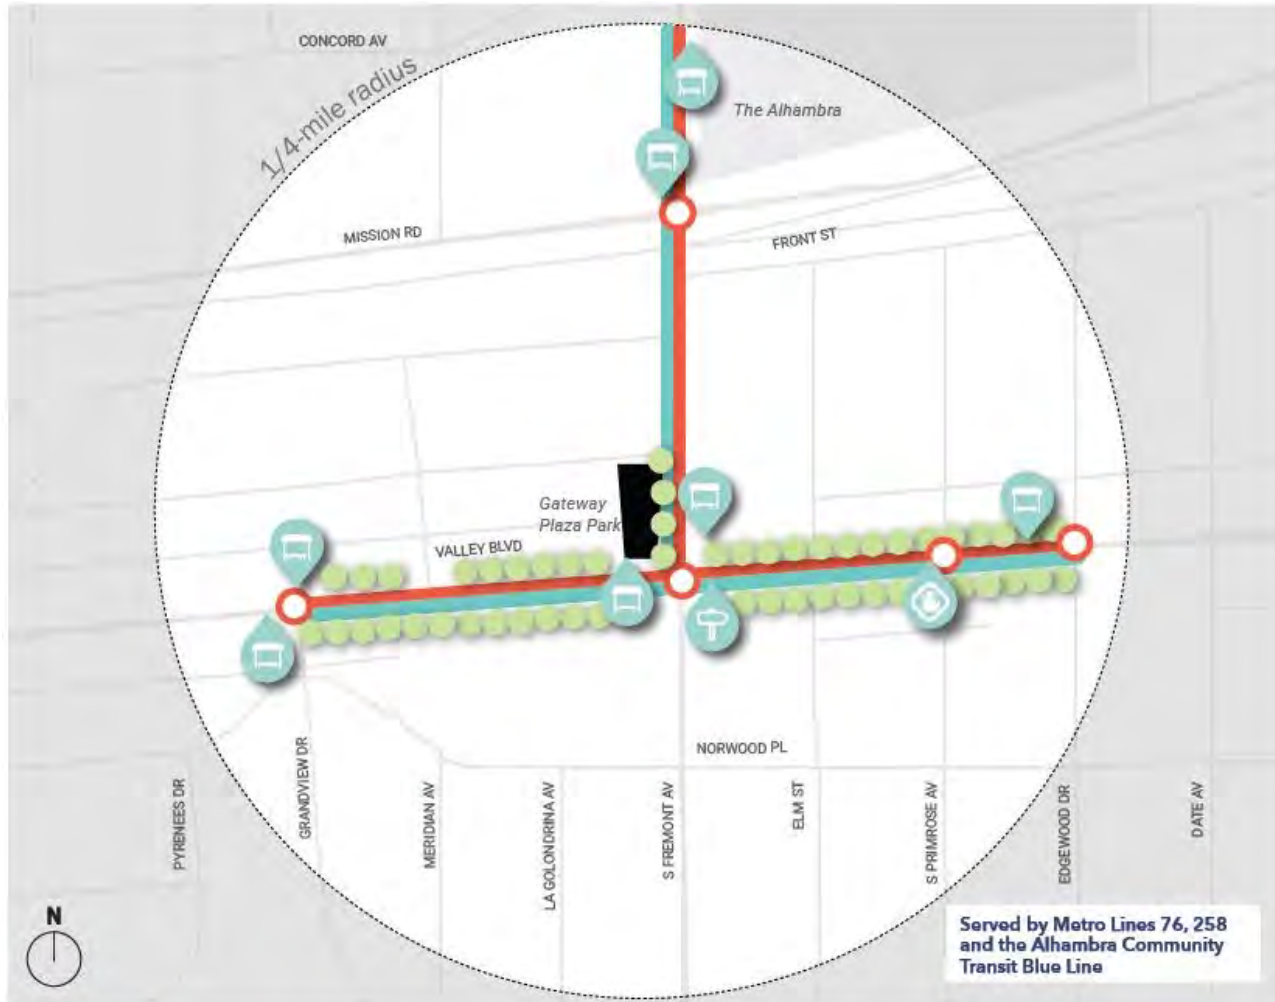 CONCORD AV
1/4-mile radius
The Alhambra
MISSION RD
FRONT ST
Gateway
Plaza Park
VALLEY BLVD
NORWOOD PL
PYRENEES DR
GRANDVIEW DR
MERIDIAN AV
LA GOLONDRINA AV
S FREMONT AV
ELM ST
S PRIMROSE AV
EDGEWOOD DR
DATE AV
N
Served by Metro Lines 76, 258
and the Alhambra Community
Transit Blue Line